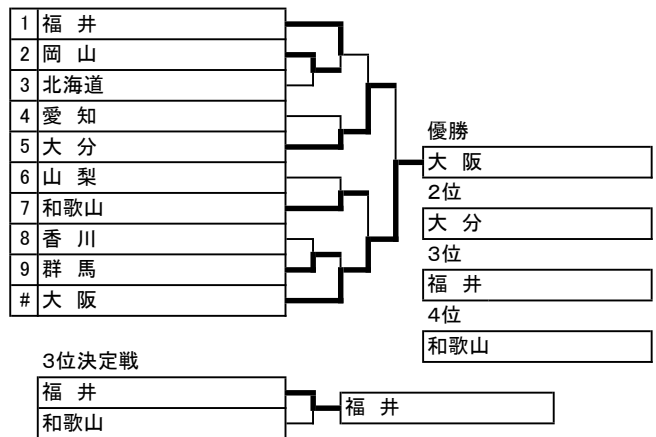 1 福 井
2 岡 山
3 北海道
4 愛 知
5 大 分
6 山 梨
7 和歌山
8 香 川
9 群 馬
# 大 阪
優勝
大 阪
2位
大 分
3位
福 井
4位
和歌山
3位決定戦
福 井
和歌山
福 井